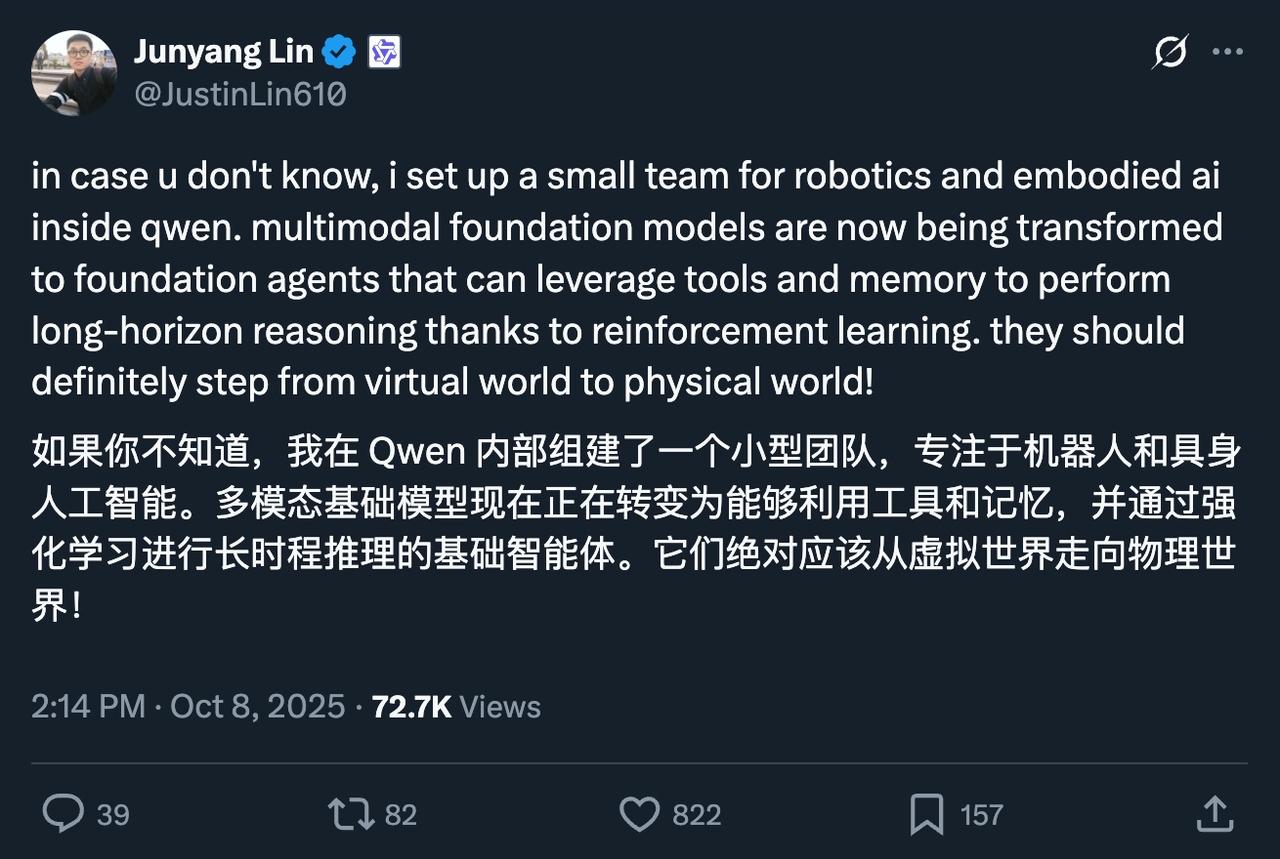 Junyang Lin
@JustinLin610
in case u don't know, i set up a small team for robotics and embodied ai
inside qwen. multimodal foundation models are now being transformed
to foundation agents that can leverage tools and memory to perform
long-horizon reasoning thanks to reinforcement learning. they should
definitely step from virtual world to physical world!
如果你不知道，我在 Qwen 内部组建了一个小型团队，专注于机器人和具身
人工智能。多模态基础模型现在正在转变为能够利用工具和记忆，并通过强
化学习进行长时程推理的基础智能体。它们绝对应该从虚拟世界走向物理世
界！
2:14 PM · Oct 8, 2025 · 72.7K Views
39 82 822 157